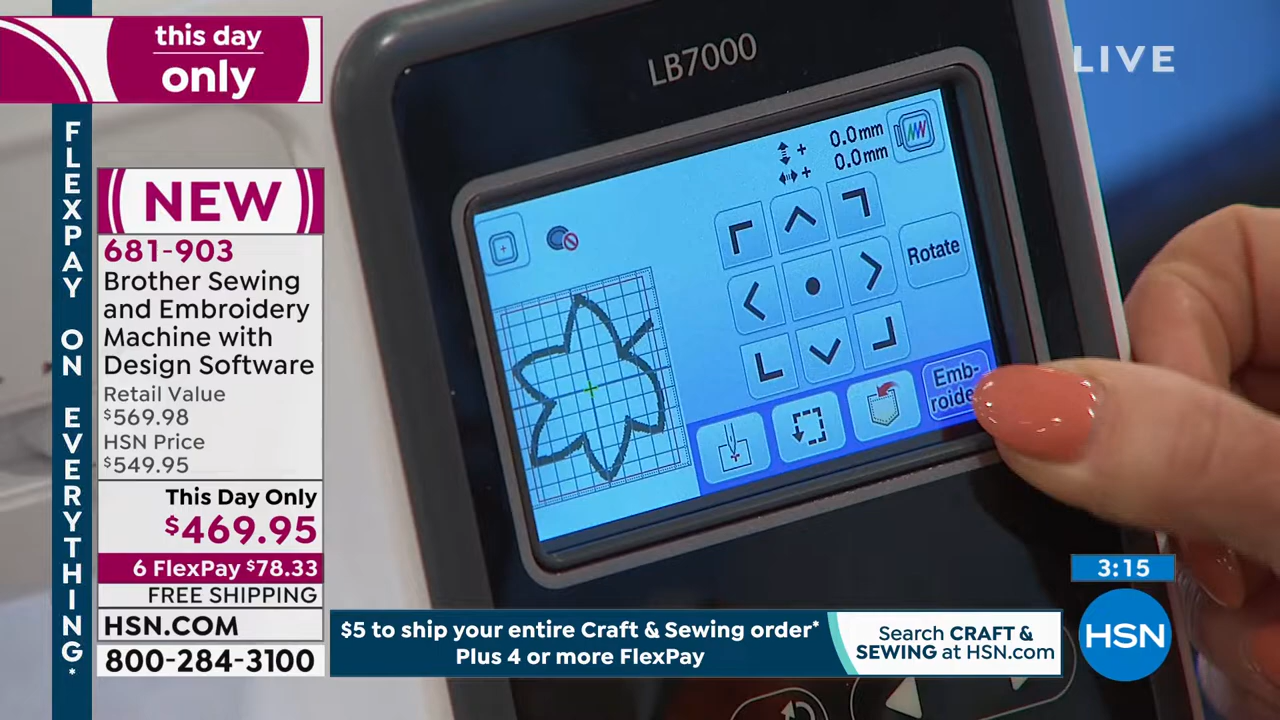 this day
only
FLEXPAY ON EVERYTHING*
NEW
681-903
Brother Sewing
and Embroidery
Machine with
Design Software
Retail Value
$569.98
HSN Price
$549.95
This Day Only
$469.95
6 FlexPay $78.33
FREE SHIPPING
HSN.COM
800-284-3100
LB7000
LIVE
0.0mm
0.0mm
Rotate
Emb-
3:15
$5 to ship your entire Craft & Sewing order*
Plus 4 or more FlexPay
Search CRAFT &
SEWING at HSN.com
HSN